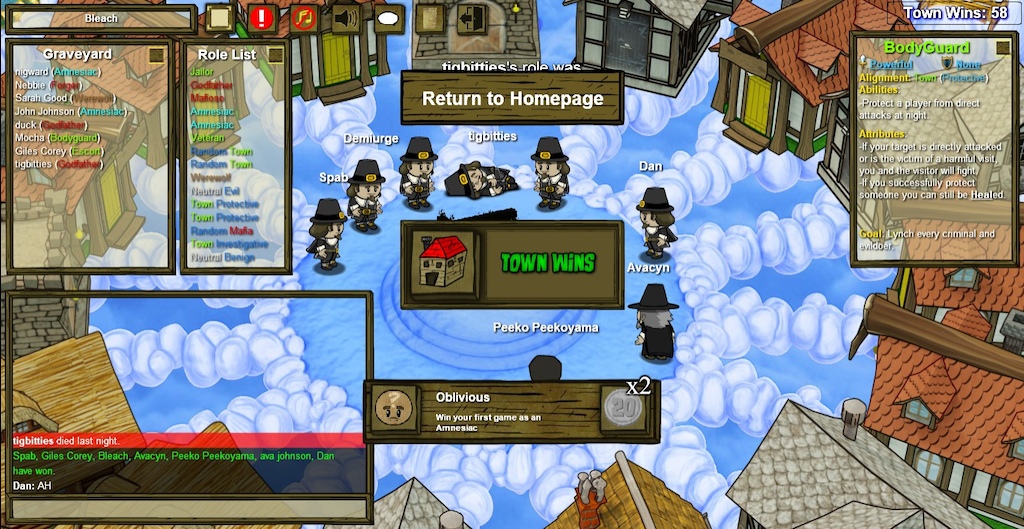 Bleach
Town Wins: 58
Graveyard
nigward (Amnesiac)
Nebbie (Forger)
Sarah Good (Werewolf)
John Johnson (Amnesiac)
duck (Godfather)
Mocha (Bodyguard)
Giles Corey (Escort)
tigbitties (Godfather)
Role List
Jailor
Godfather
Mafioso
Amnesiac
Amnesiac
Veteran
Random Town
Random Town
Werewolf
Neutral Evil
Town Protective
Town Protective
Random Mafia
Town Investigative
Neutral Benign
tigbitties's role was
Return to Homepage
Demiurge
tigbitties
Spab
Dan
Avacyn
TOWN WINS
Peeko Peekoyama
BodyGuard
Powerful
None
Alignment: Town (Protective)
Abilities:
-Protect a player from direct
attacks at night.
Attributes:
-If your target is directly attacked
or is the victim of a harmful visit,
you and the visitor will fight.
-If you successfully protect
someone you can still be Healed.
Goal: Lynch every criminal and
evildoer.
Oblivious
Win your first game as an
Amnesiac
x2
20
tigbitties died last night.
Spab, Giles Corey, Bleach, Avacyn, Peeko Peekoyama, ava johnson, Dan
have won.
Dan: AH